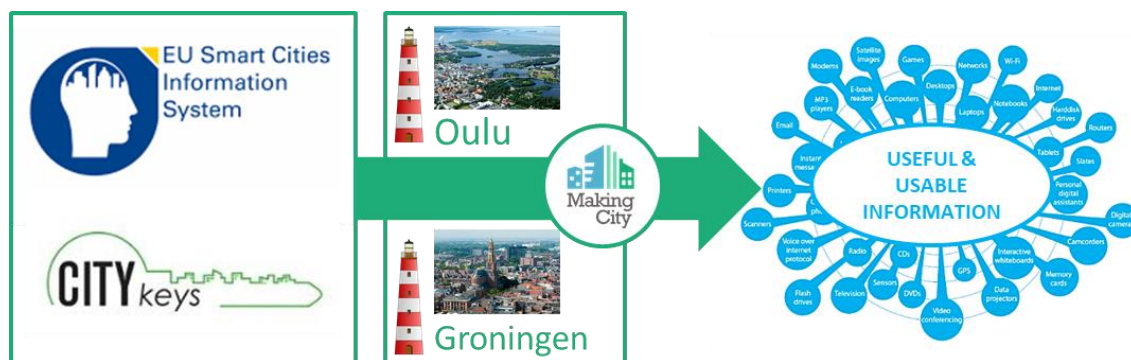 EU Smart Cities
Information
System
CITYkeys
Oulu
Making
City
Groningen
Satellite
images
Games
Networks
Wi-Fi
Modems
E-book
readers
Computers
Desktops
Laptops
Notebooks
Internet
MP3
players
Harddisk
drives
Routers
Email
Tablets
Slates
Instant
Printers
Personal
digital
assistants
USEFUL &
USABLE
INFORMATION
Scanners
Digital
Camcorders
Voice over
internet
protocol
Radio
CDs
Interactive
whiteboards
Memory
cards
Flash
drives
Television
Sensors
DVDs
GPS
Data
projectors
Video
conferencing